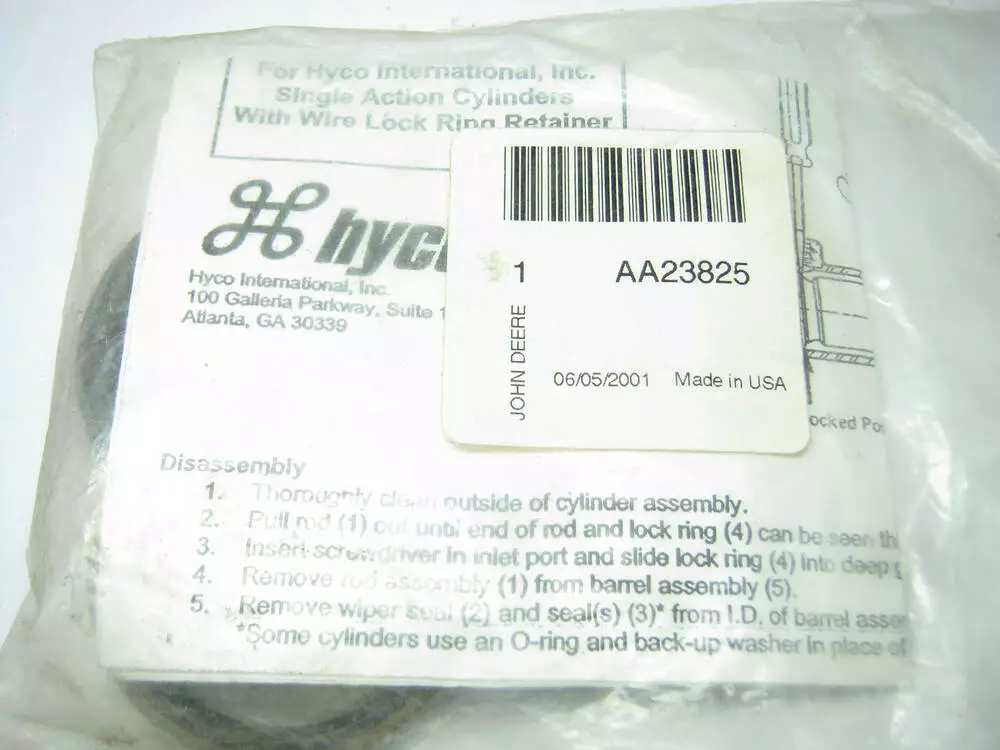 For Hyco International, Inc.
Single Action Cylinders
With Wire Lock Ring Retainer
hyc
Hyco International, Inc.
100 Galleria Parkway, Suite 1
Atlanta, GA 30339
1 AA23825
JOHN DEERE
06/05/2001 Made in USA
ocked Po
Disassembly
1. Thoroughly clean outside of cylinder assembly.
2. Pull rod (1) out until end of rod and lock ring (4) can be seen th
3. Insert screwdriver in inlet port and slide lock ring (4) into deep g
4. Remove rod assembly (1) from barrel assembly (5).
5. Remove wiper seal (2) and seal(s) (3)* from I.D. of barrel asse
*Some cylinders use an O-ring and back-up washer in place of